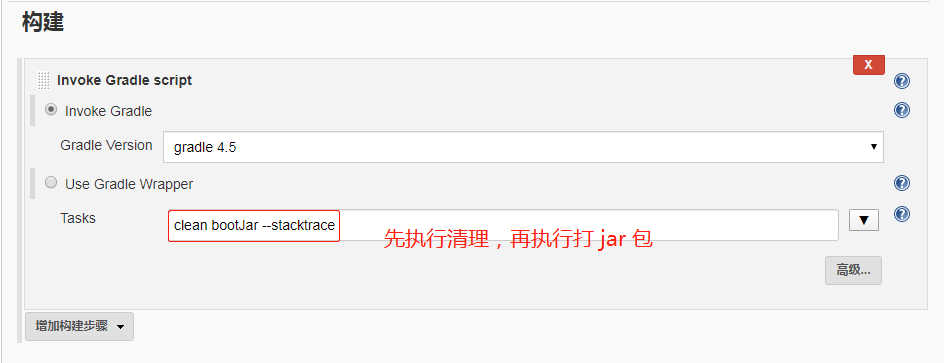 构建
Invoke Gradle script
X
Invoke Gradle
Gradle Version
gradle 4.5
Use Gradle Wrapper
Tasks
clean bootJar --stacktrace
先执行清理，再执行打 jar 包
高级...
增加构建步骤